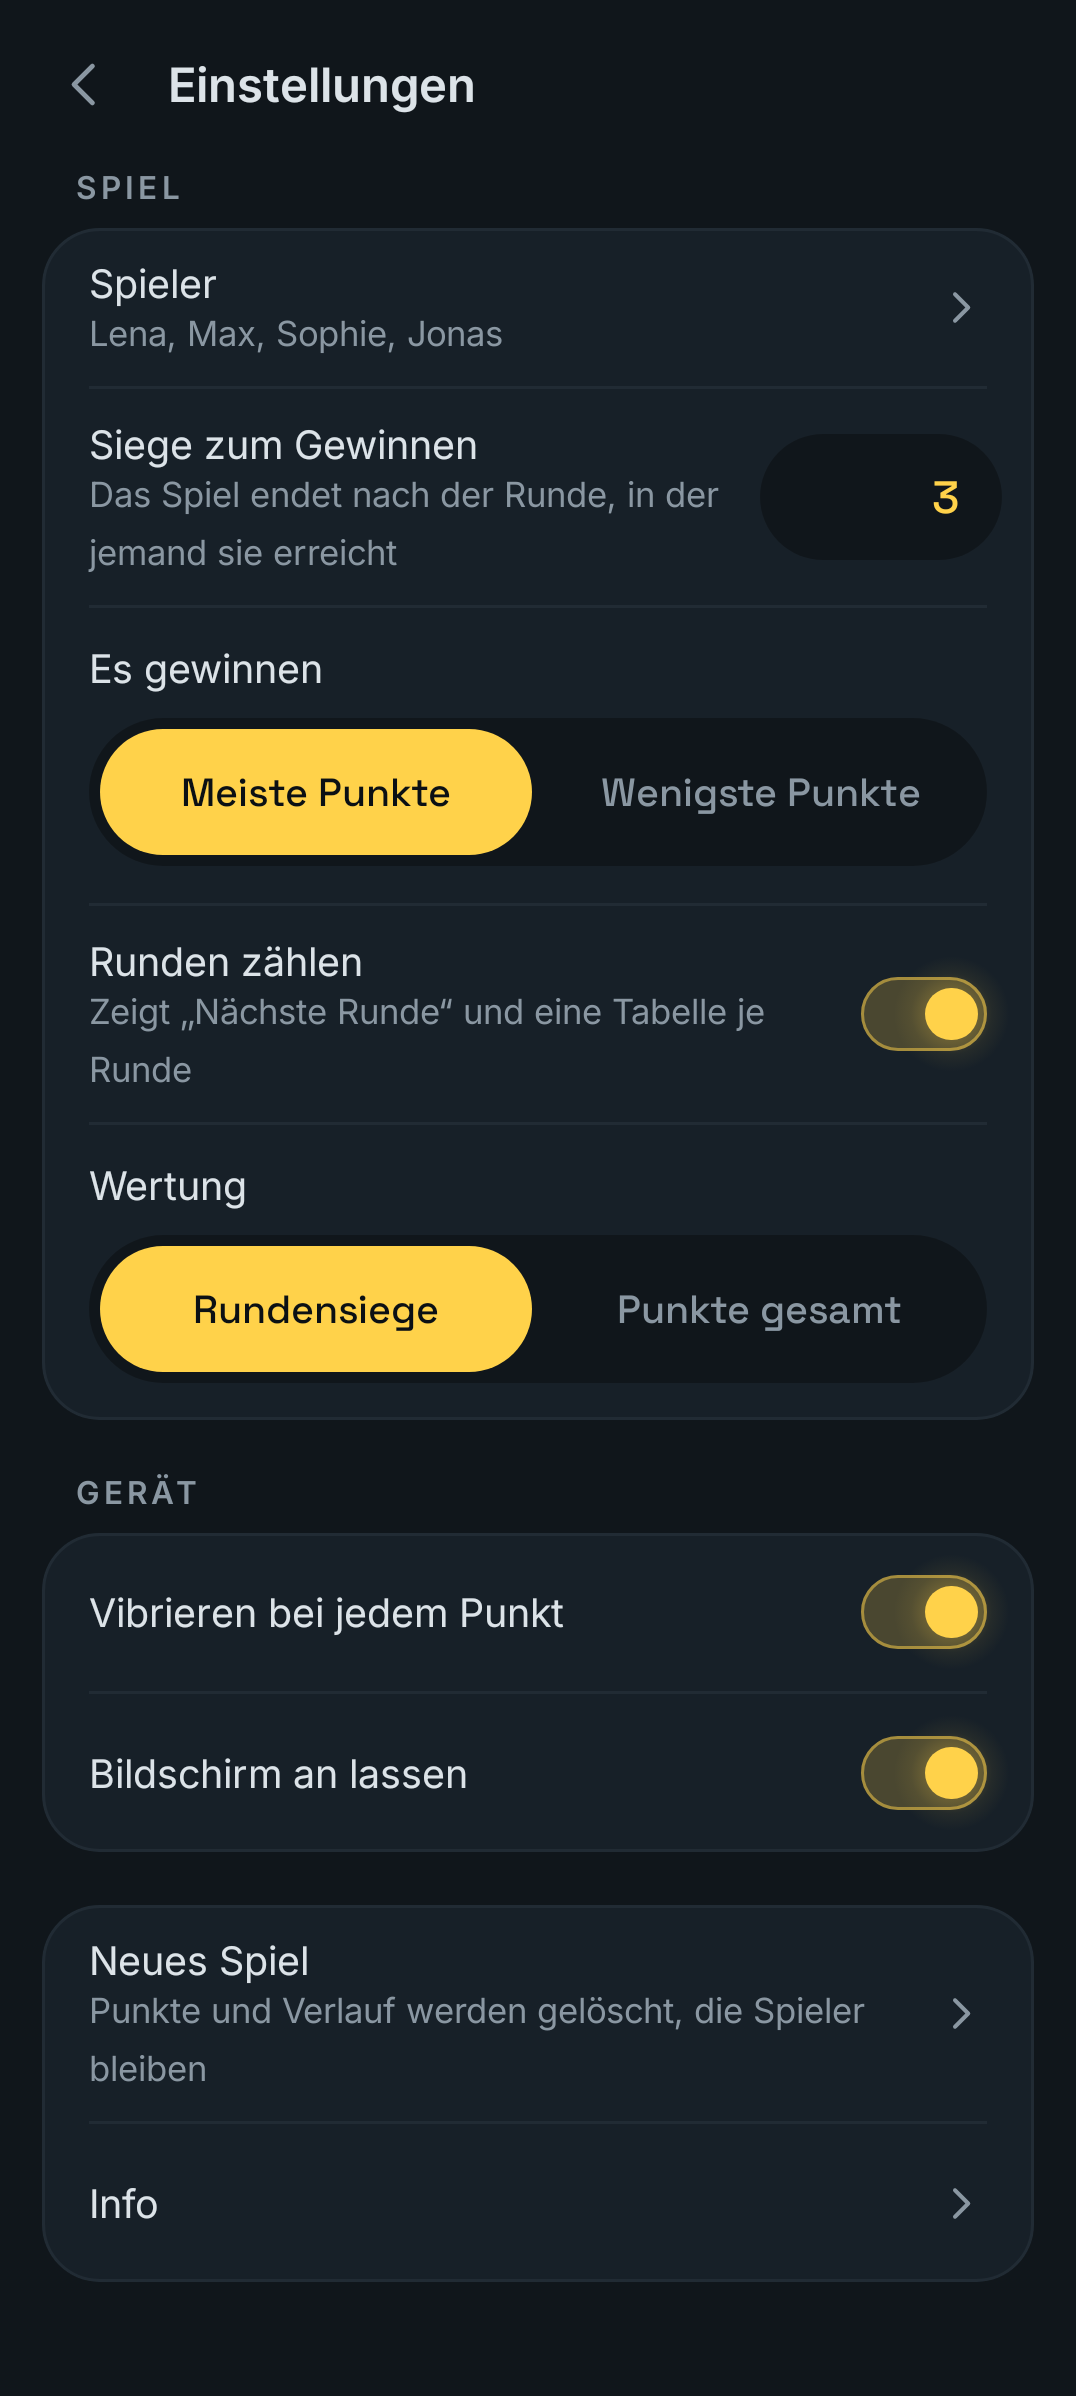 Einstellungen
SPIEL
Spieler
Lena, Max, Sophie, Jonas
Siege zum Gewinnen
Das Spiel endet nach der Runde, in der
jemand sie erreicht
3
Es gewinnen
Meiste Punkte
Wenigste Punkte
Runden zählen
Zeigt „Nächste Runde“ und eine Tabelle je
Runde
Wertung
Rundensiege
Punkte gesamt
GERÄT
Vibrieren bei jedem Punkt
Bildschirm an lassen
Neues Spiel
Punkte und Verlauf werden gelöscht, die Spieler
bleiben
Info